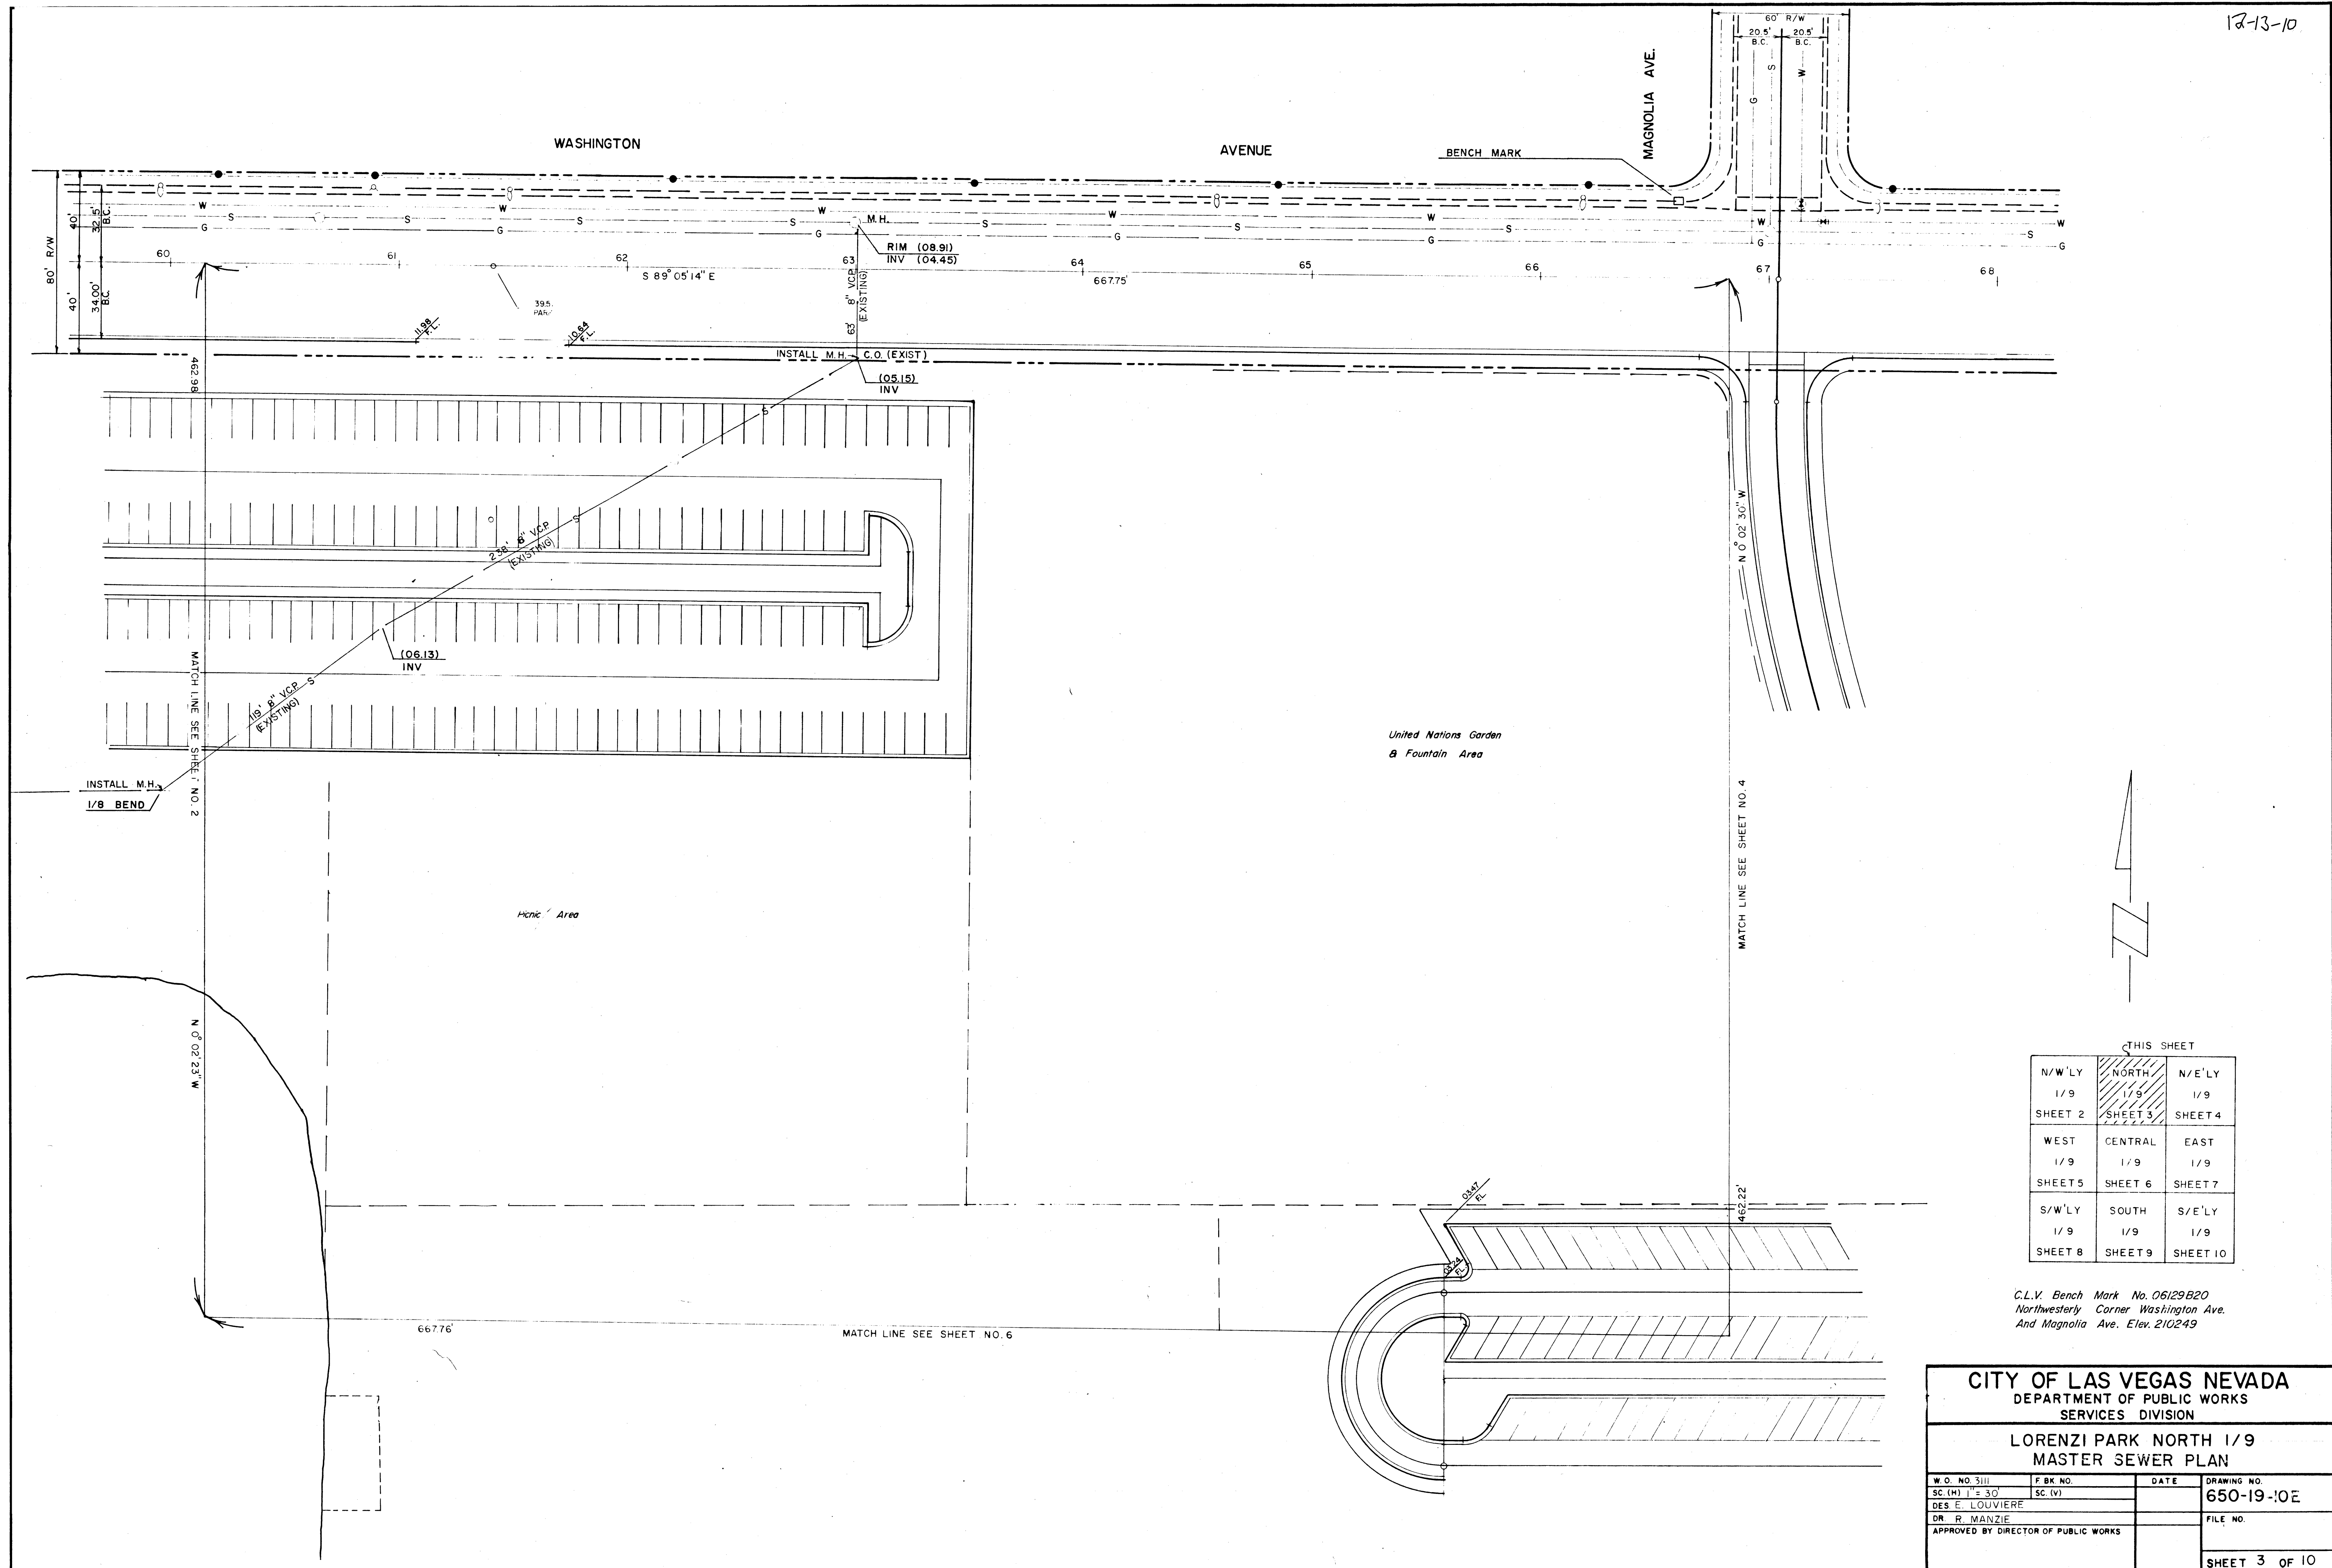 12-13-10
60' R/W
20.5' 20.5'
B.C. B.C.
MAGNOLIA AVE.
G S W
WASHINGTON AVENUE
BENCH MARK
80' R/W
40'
32.5'
B.C.
40'
34.00'
B.C.
W W W W W W W
S S S S S S S S
G G G G G G G
M.H.
RIM (08.91)
INV (04.45)
60 61 62 63 64 65 66 67 68
S 89° 05' 14" E
667.75'
39.5.
PAR
11.98
F.L.
10.64
F.L.
63' 8" V.C.P.
(EXISTING)
INSTALL M.H. C.O. (EXIST)
(05.15)
INV
462.98'
S
238' 8" V.C.P. S
(EXISTING)
(06.13)
INV
119' 8" V.C.P. S
(EXISTING)
MATCH LINE SEE SHEET NO. 2
INSTALL M.H.
1/8 BEND
N 0° 02' 30" W
United Nations Garden
& Fountain Area
MATCH LINE SEE SHEET NO. 4
Picnic Area
N 0° 02' 23" W
462.22'
03.47
FL
03.24
FL
667.76'
MATCH LINE SEE SHEET NO. 6
THIS SHEET
N/W'LY NORTH N/E'LY
1/9 1/9 1/9
SHEET 2 SHEET 3 SHEET 4
WEST CENTRAL EAST
1/9 1/9 1/9
SHEET 5 SHEET 6 SHEET 7
S/W'LY SOUTH S/E'LY
1/9 1/9 1/9
SHEET 8 SHEET 9 SHEET 10
C.L.V. Bench Mark No. 06129B20
Northwesterly Corner Washington Ave.
And Magnolia Ave. Elev. 210249
CITY OF LAS VEGAS NEVADA
DEPARTMENT OF PUBLIC WORKS
SERVICES DIVISION
LORENZI PARK NORTH 1/9
MASTER SEWER PLAN
W. O. NO. 3111 F. BK. NO. DATE DRAWING NO.
SC. (H) 1" = 30' SC. (V) 650-19-10E
DES E. LOUVIERE
DR R. MANZIE FILE NO.
APPROVED BY DIRECTOR OF PUBLIC WORKS
SHEET 3 OF 10